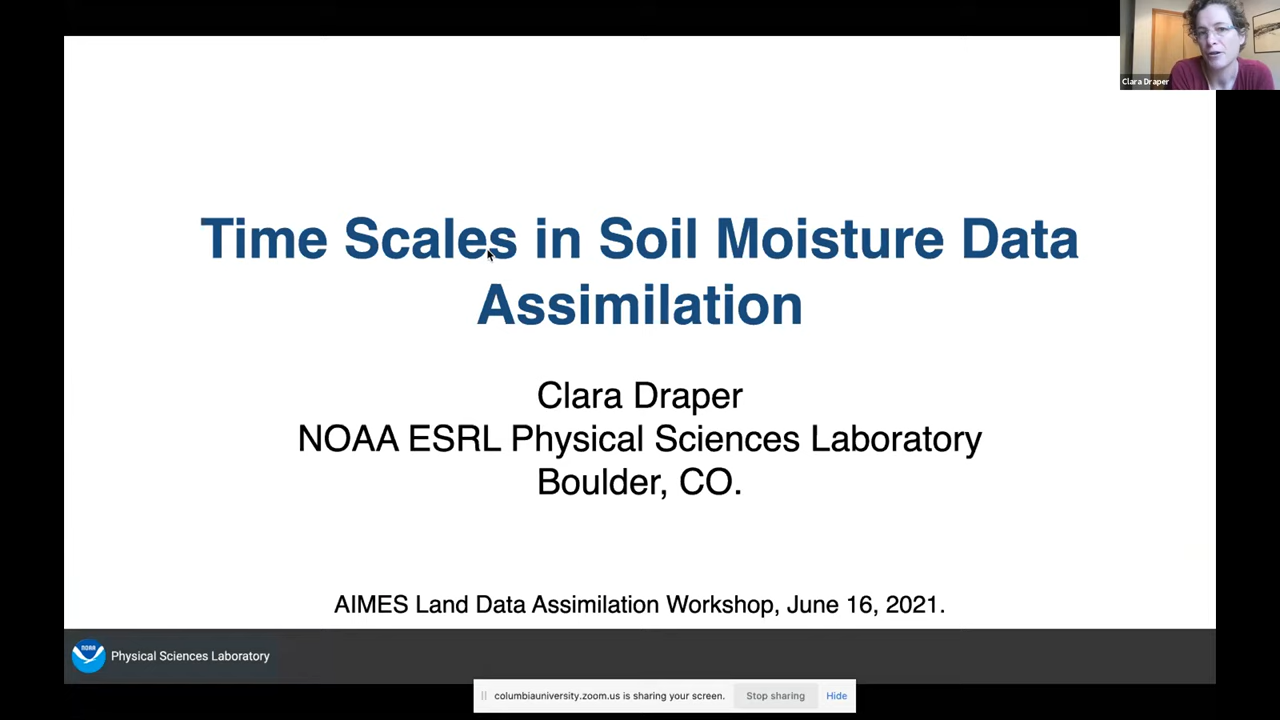 Clara Draper
Time Scales in Soil Moisture Data
Assimilation
Clara Draper
NOAA ESRL Physical Sciences Laboratory
Boulder, CO.
AIMES Land Data Assimilation Workshop, June 16, 2021.
NOAA
Physical Sciences Laboratory
columbiauniversity.zoom.us is sharing your screen.
Stop sharing
Hide